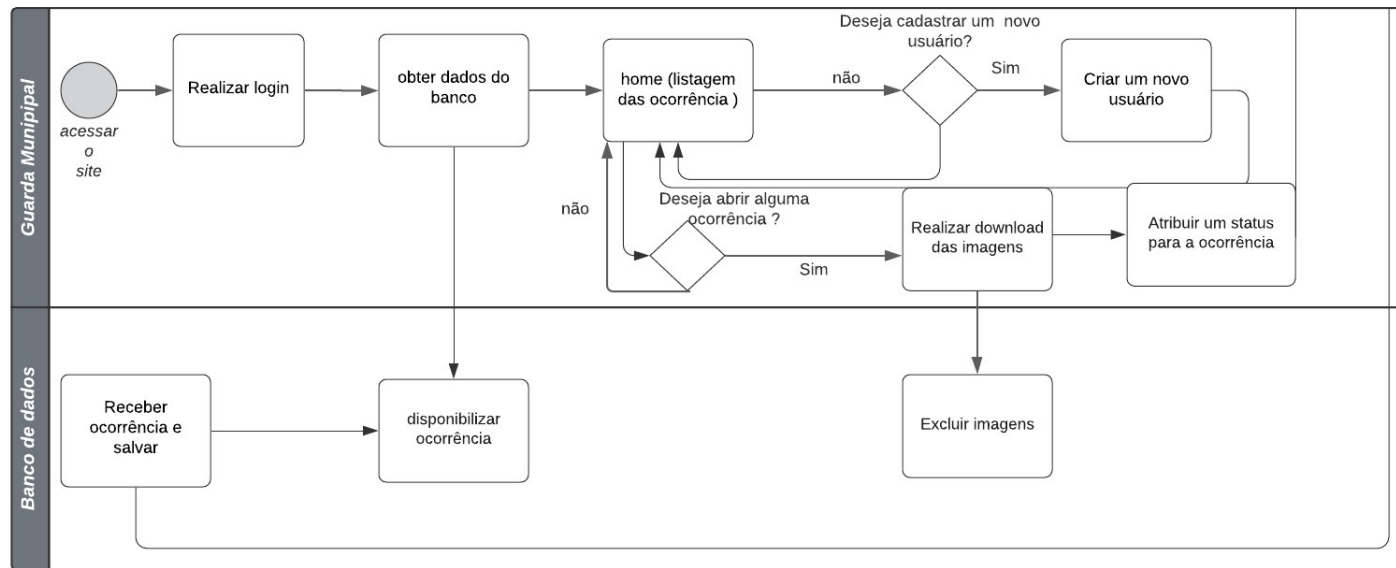 Guarda Munipipal
acessar
o
site
Realizar login
obter dados do
banco
home (listagem
das ocorrência )
não
Deseja cadastrar um novo
usuário?
Sim
Criar um novo
usuário
não
Deseja abrir alguma
ocorrência ?
Sim
Realizar download
das imagens
Atribuir um status
para a ocorrência
Banco de dados
Receber
ocorrência e
salvar
disponibilizar
ocorrência
Excluir imagens